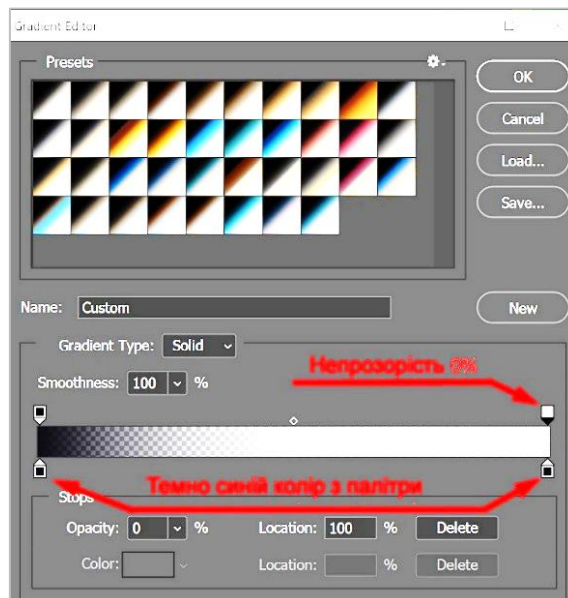 Gradient Editor
Presets
OK
Cancel
Load...
Save...
Name: Custom
New
Gradient Type: Solid
Непрозорість 0%
Smoothness: 100 %
Темно синій колір з палітри
Stops
Opacity: 0 % Location: 100 % Delete
Color: Location: % Delete